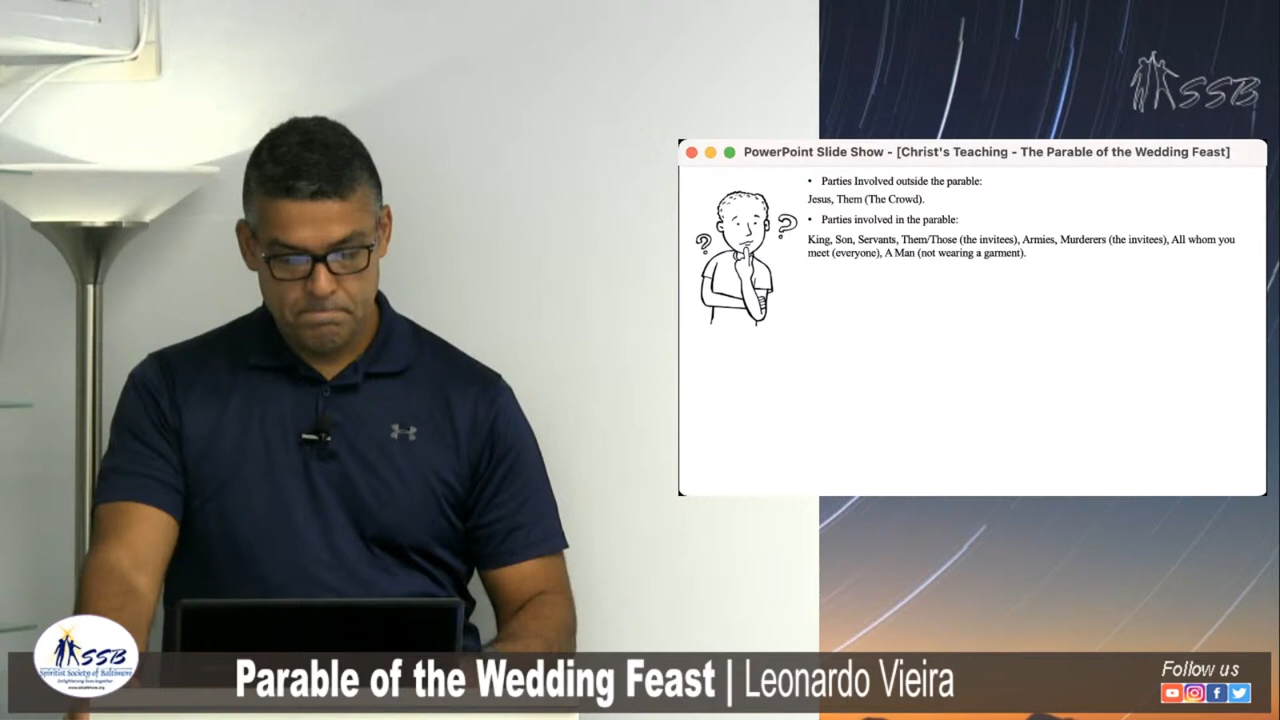 SSB
PowerPoint Slide Show - [Christ's Teaching - The Parable of the Wedding Feast]
• Parties Involved outside the parable:
Jesus, Them (The Crowd).
• Parties involved in the parable:
King, Son, Servants, Them/Those (the invitees), Armies, Murderers (the invitees), All whom you
meet (everyone), A Man (not wearing a garment).
? ?
SSB
Spiritist Society of Baltimore
Parable of the Wedding Feast | Leonardo Vieira
Follow us